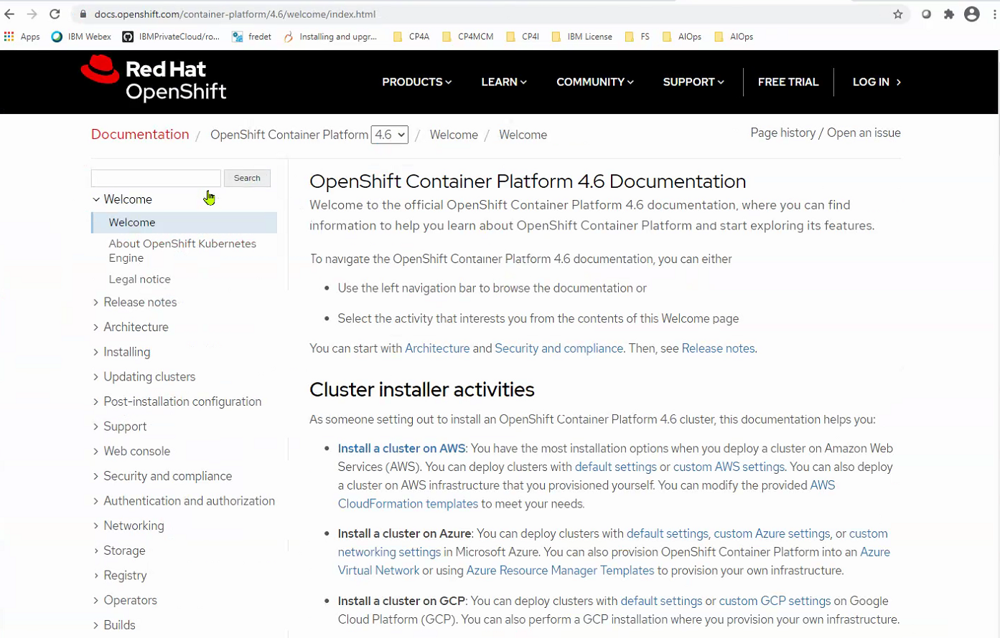 docs.openshift.com/container-platform/4.6/welcome/index.html
Apps IBM Webex IBMPrivateCloud/ro... fredet Installing and upgr... CP4A CP4MCM CP4I IBM License FS AIOps AIOps
Red Hat
OpenShift
PRODUCTS LEARN COMMUNITY SUPPORT FREE TRIAL LOG IN
Documentation / OpenShift Container Platform 4.6 / Welcome / Welcome
Page history / Open an issue
Search
Welcome
Welcome
About OpenShift Kubernetes
Engine
Legal notice
Release notes
Architecture
Installing
Updating clusters
Post-installation configuration
Support
Web console
Security and compliance
Authentication and authorization
Networking
Storage
Registry
Operators
Builds
OpenShift Container Platform 4.6 Documentation
Welcome to the official OpenShift Container Platform 4.6 documentation, where you can find
information to help you learn about OpenShift Container Platform and start exploring its features.
To navigate the OpenShift Container Platform 4.6 documentation, you can either
• Use the left navigation bar to browse the documentation or
• Select the activity that interests you from the contents of this Welcome page
You can start with Architecture and Security and compliance. Then, see Release notes.
Cluster installer activities
As someone setting out to install an OpenShift Container Platform 4.6 cluster, this documentation helps you:
• Install a cluster on AWS: You have the most installation options when you deploy a cluster on Amazon Web
Services (AWS). You can deploy clusters with default settings or custom AWS settings. You can also deploy
a cluster on AWS infrastructure that you provisioned yourself. You can modify the provided AWS
CloudFormation templates to meet your needs.
• Install a cluster on Azure: You can deploy clusters with default settings, custom Azure settings, or custom
networking settings in Microsoft Azure. You can also provision OpenShift Container Platform into an Azure
Virtual Network or using Azure Resource Manager Templates to provision your own infrastructure.
• Install a cluster on GCP: You can deploy clusters with default settings or custom GCP settings on Google
Cloud Platform (GCP). You can also perform a GCP installation where you provision your own infrastructure.